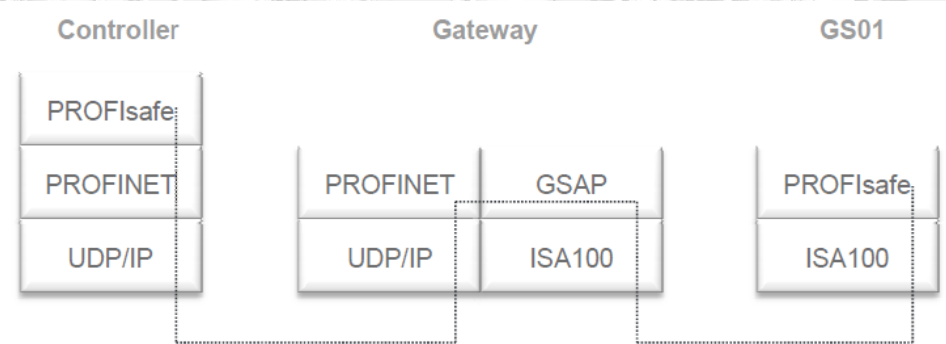 Controller Gateway GS01
PROFIsafe
PROFINET PROFINET GSAP PROFIsafe
UDP/IP UDP/IP ISA100 ISA100